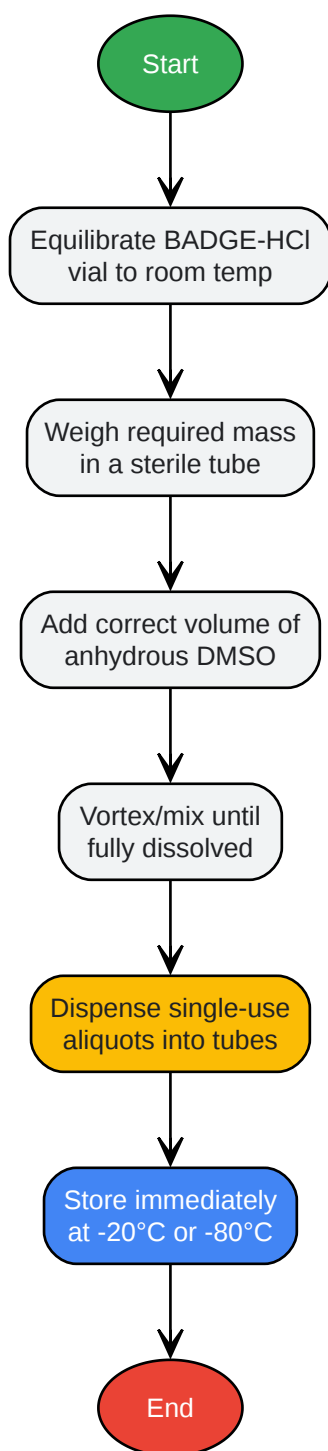 Start
Equilibrate BADGE-HCl
vial to room temp
Weigh required mass
in a sterile tube
Add correct volume of
anhydrous DMSO
Vortex/mix until
fully dissolved
Dispense single-use
aliquots into tubes
Store immediately
at -20°C or -80°C
End